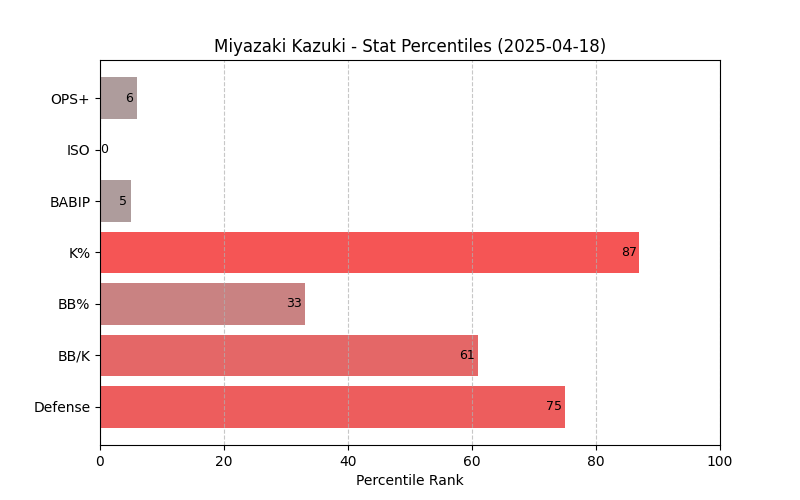 Miyazaki Kazuki - Stat Percentiles (2025-04-18)
OPS+ 6
ISO 0
BABIP 5
K% 87
BB% 33
BB/K 61
Defense 75
0 20 40 60 80 100
Percentile Rank